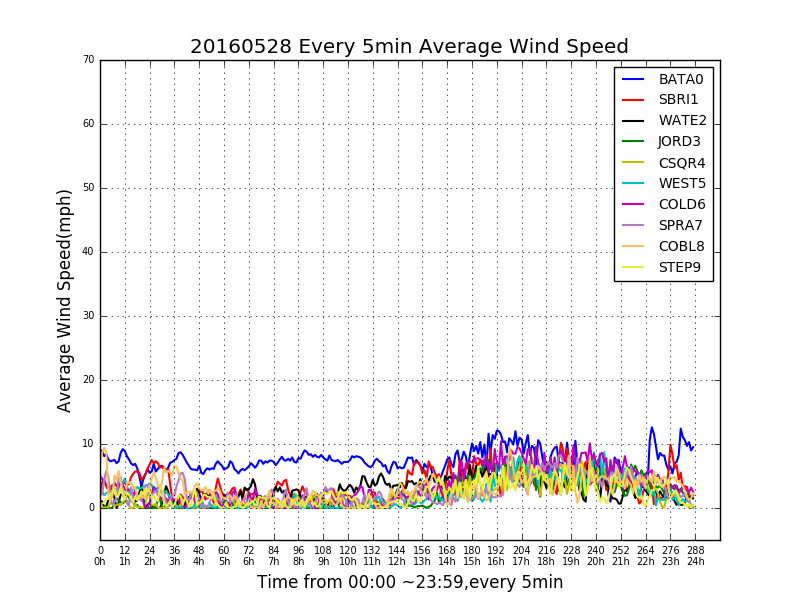 20160528 Every 5min Average Wind Speed
70
60
50
40
30
20
10
0
Average Wind Speed(mph)
BATA0
SBRI1
WATE2
JORD3
CSQR4
WEST5
COLD6
SPRA7
COBL8
STEP9
0 12 24 36 48 60 72 84 96 108 120 132 144 156 168 180 192 204 216 228 240 252 264 276 288
0h 1h 2h 3h 4h 5h 6h 7h 8h 9h 10h 11h 12h 13h 14h 15h 16h 17h 18h 19h 20h 21h 22h 23h 24h
Time from 00:00 ~23:59,every 5min